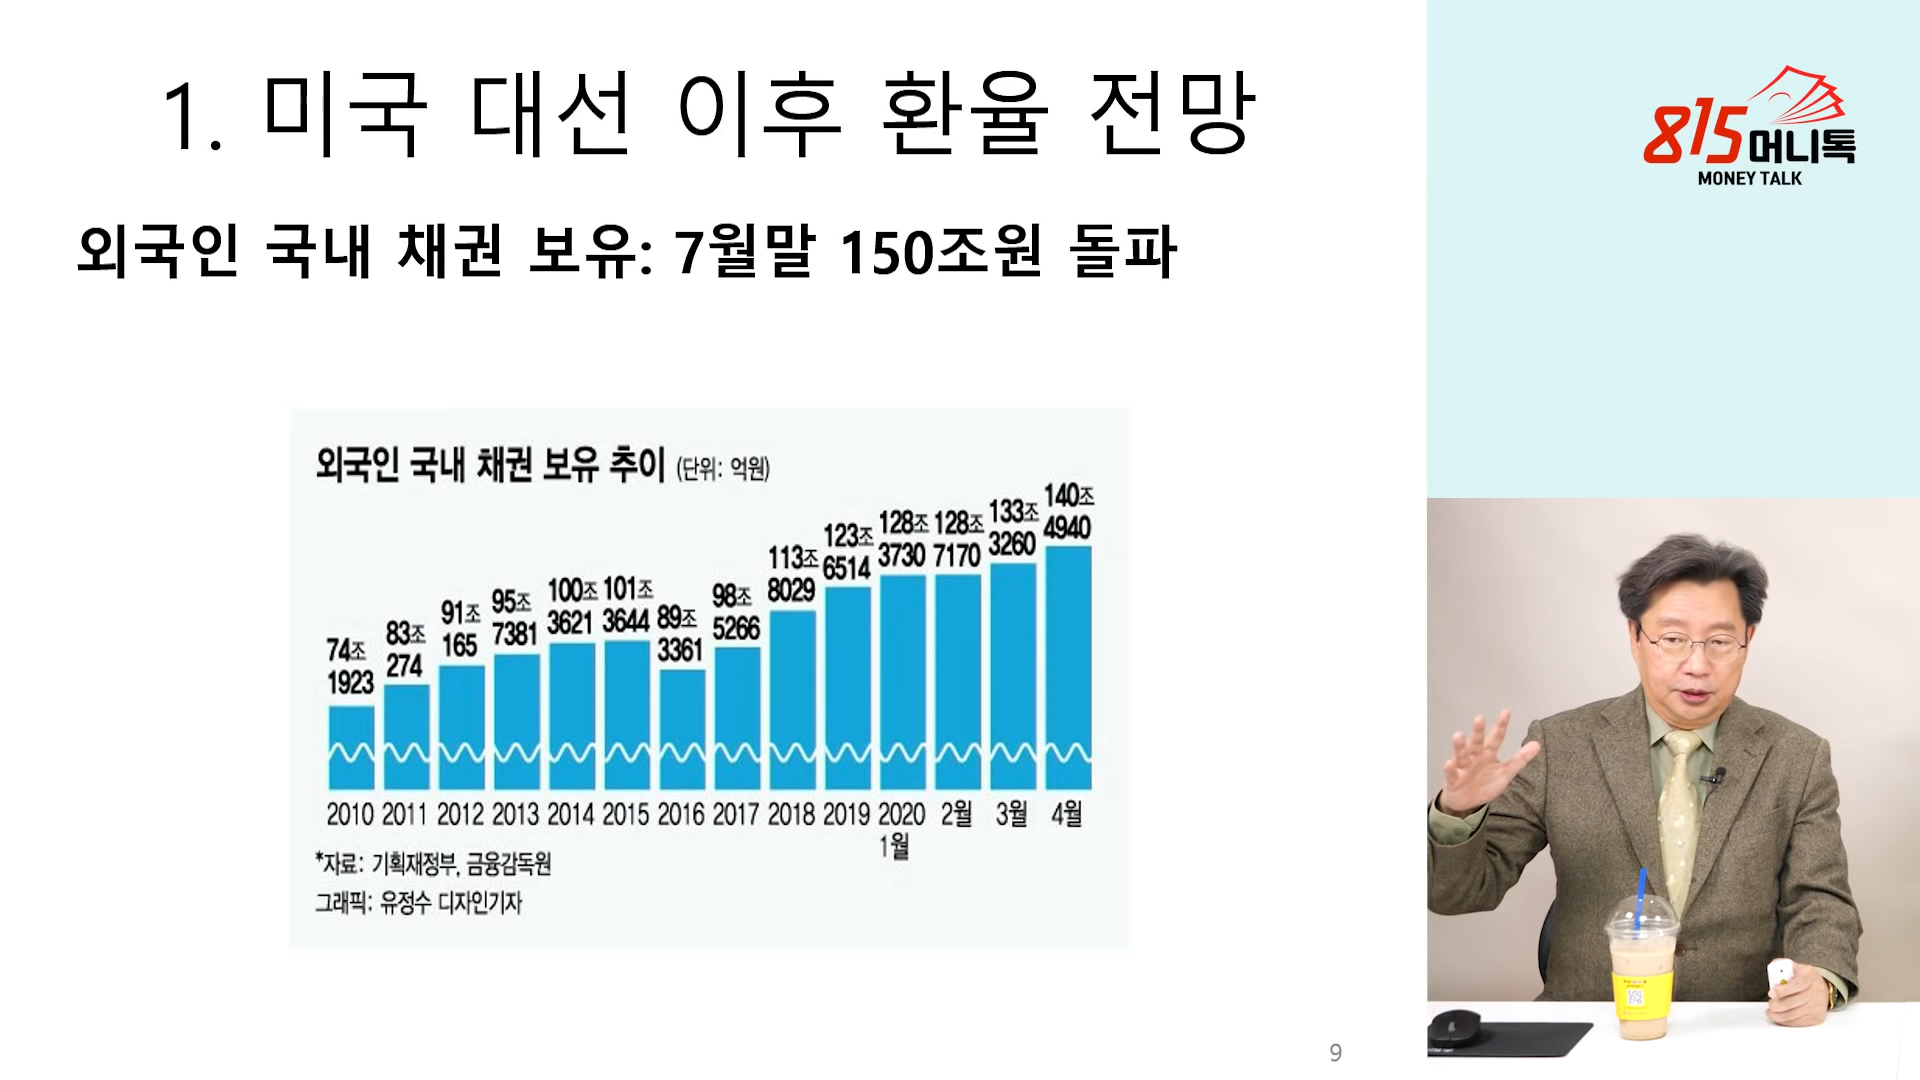 1. 미국 대선 이후 환율 전망
815머니톡
MONEY TALK
외국인 국내 채권 보유: 7월말 150조원 돌파
외국인 국내 채권 보유 추이 (단위: 억원)
74조 1923
83조 274
91조 165
95조 7381
100조 3621
101조 3644
89조 3361
98조 5266
113조 8029
123조 6514
128조 3730
128조 7170
133조 3260
140조 4940
2010 2011 2012 2013 2014 2015 2016 2017 2018 2019 2020 2월 3월 4월
1월
*자료: 기획재정부, 금융감독원
그래픽: 유정수 디자인기자
9